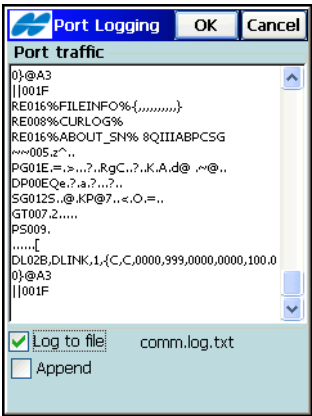 Port Logging OK Cancel
Port traffic
0}@A3
||001F
RE016%FILEINFO%{,,,,,,,,,,}
RE008%CURLOG%
RE016%ABOUT_SN% 8QIIIABPCSG
~~005.z^..
PG01E.=.>...?..RgC..?..K.A.d@ .~@..
DP00EQe.?.a.?...?..
SG012S..@.KP@7..<.O.=..
GT007.2.....
PS009.
......[
DL02B,DLINK,1,{C,C,0000,999,0000,0000,100.0
0}@A3
||001F
Log to file comm.log.txt
Append